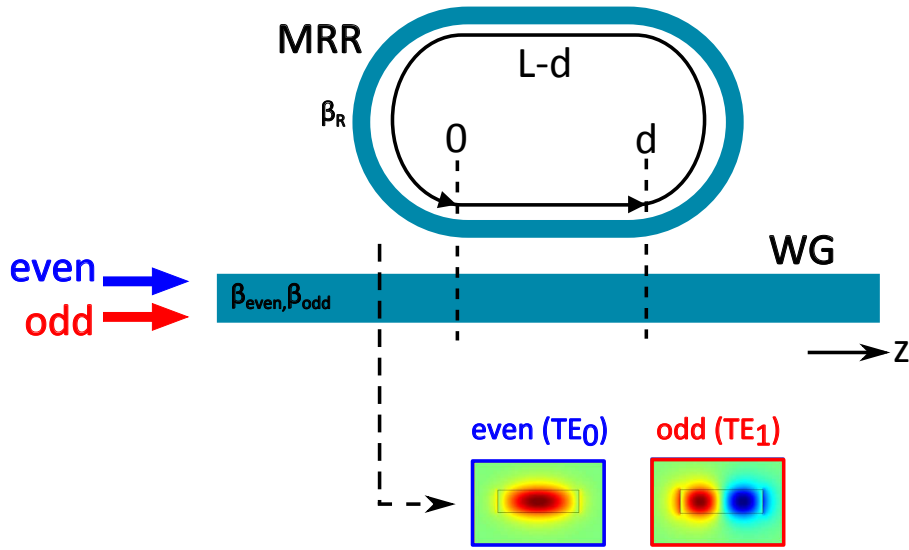 MRR
L-d
β_R
0 d
WG
even
odd
β_even,β_odd
z
even (TE_0) odd (TE_1)